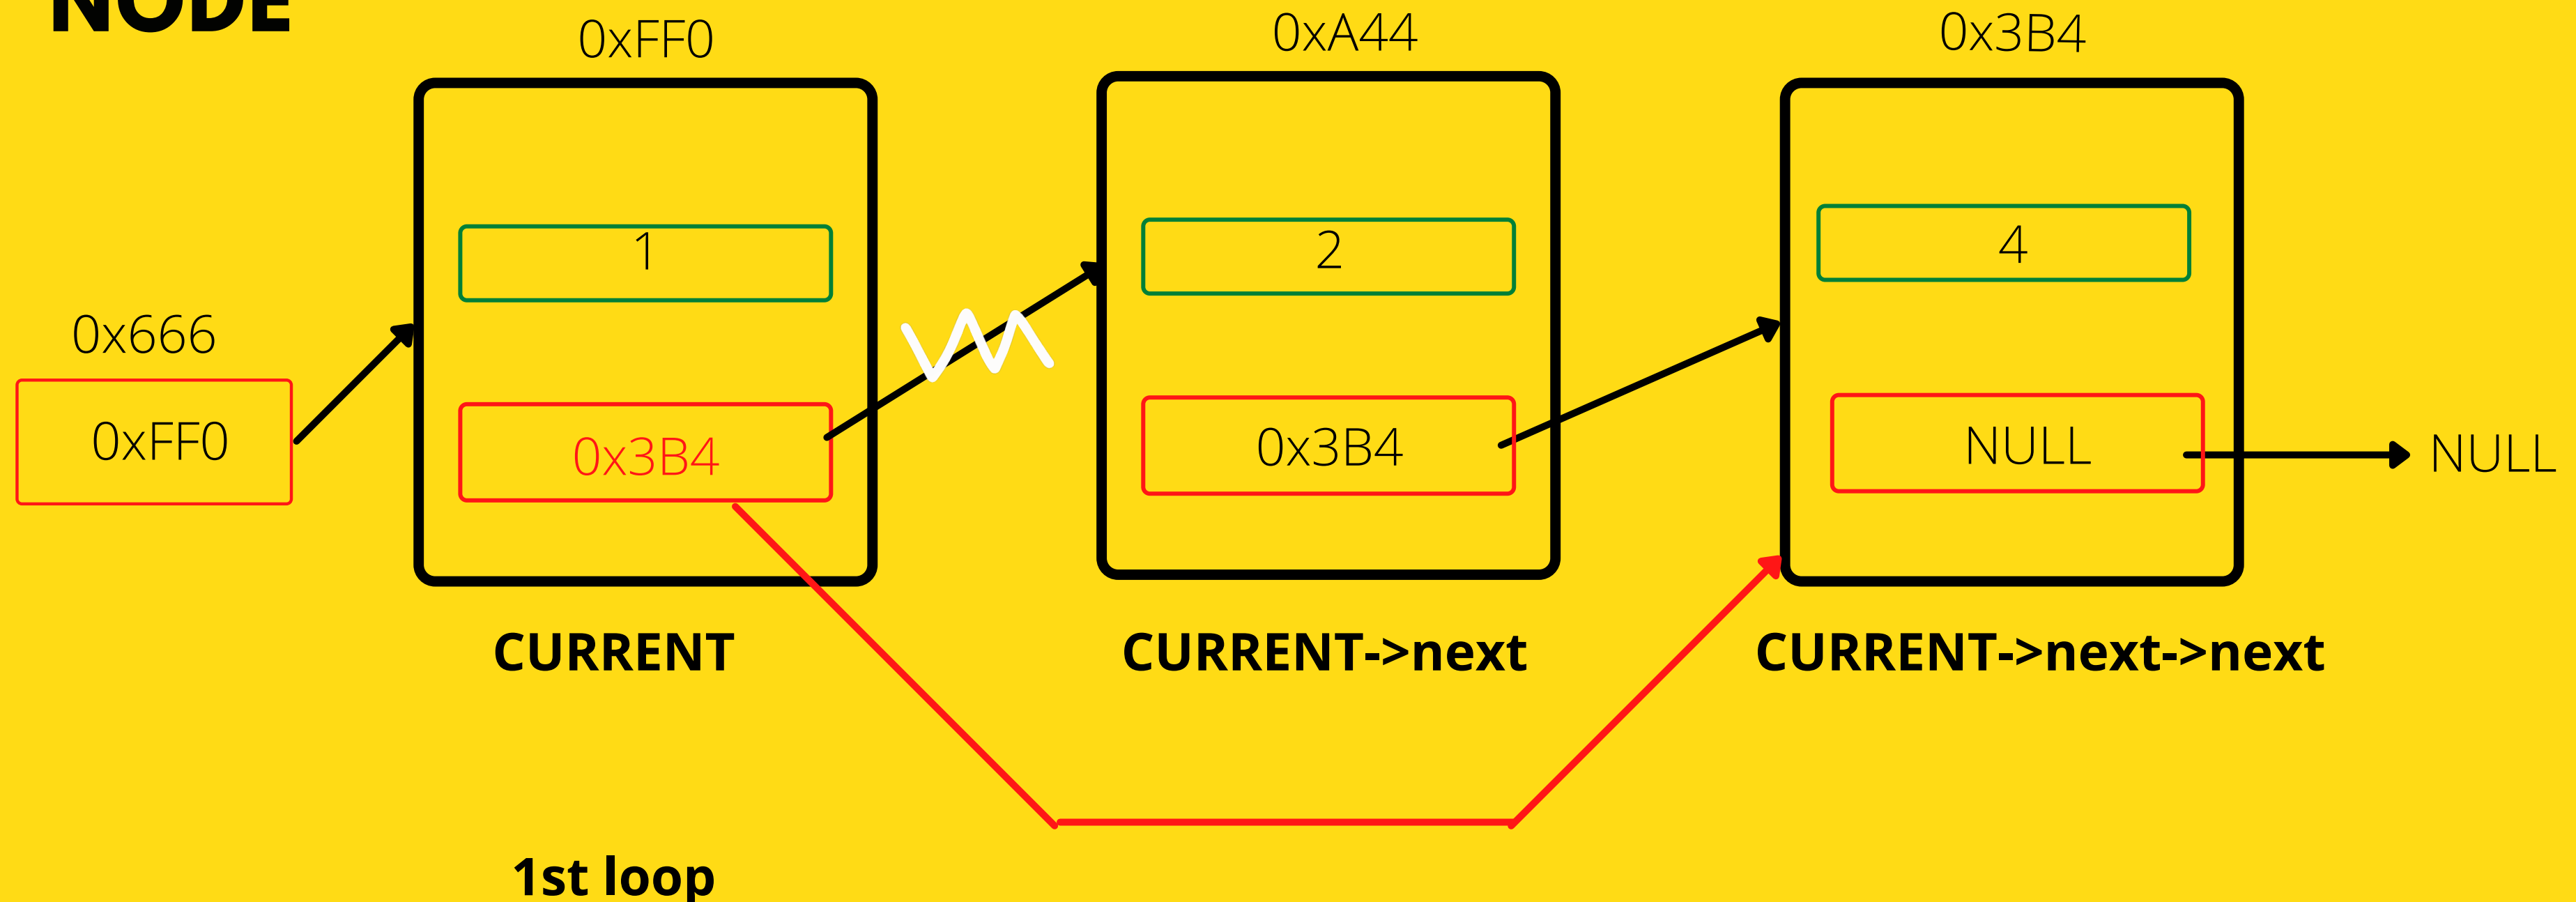 NODE
0xFF0
0xA44
0x3B4
1
2
4
0x666
0xFF0
0x3B4
0x3B4
NULL
NULL
CURRENT
CURRENT->next
CURRENT->next->next
1st loop